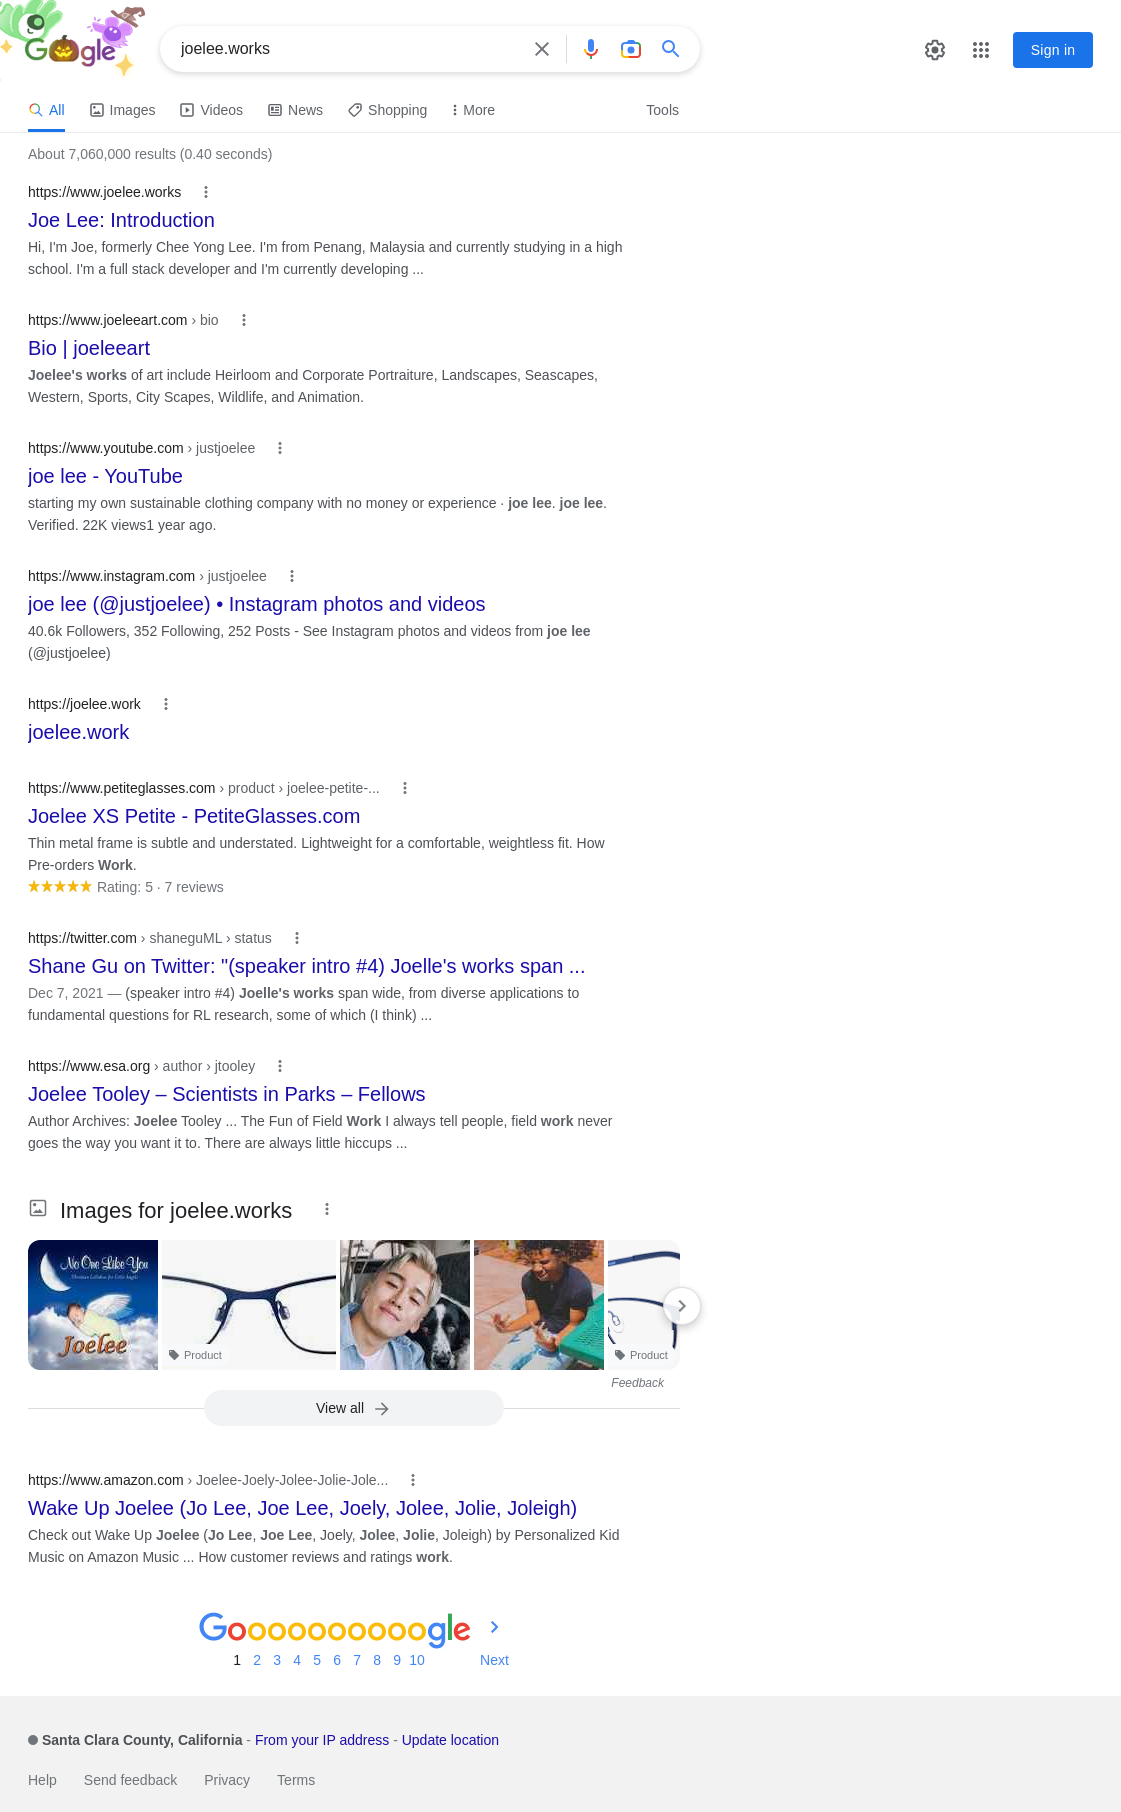 Google
joelee.works
Sign in
All
Images
Videos
News
Shopping
More
Tools
About 7,060,000 results (0.40 seconds)
https://www.joelee.works
Joe Lee: Introduction
Hi, I'm Joe, formerly Chee Yong Lee. I'm from Penang, Malaysia and currently studying in a high
school. I'm a full stack developer and I'm currently developing ...
https://www.joeleeart.com › bio
Bio | joeleeart
Joelee's works of art include Heirloom and Corporate Portraiture, Landscapes, Seascapes,
Western, Sports, City Scapes, Wildlife, and Animation.
https://www.youtube.com › justjoelee
joe lee - YouTube
starting my own sustainable clothing company with no money or experience · joe lee. joe lee.
Verified. 22K views1 year ago.
https://www.instagram.com › justjoelee
joe lee (@justjoelee) • Instagram photos and videos
40.6k Followers, 352 Following, 252 Posts - See Instagram photos and videos from joe lee
(@justjoelee)
https://joelee.work
joelee.work
https://www.petiteglasses.com › product › joelee-petite-...
Joelee XS Petite - PetiteGlasses.com
Thin metal frame is subtle and understated. Lightweight for a comfortable, weightless fit. How
Pre-orders Work.
Rating: 5 · 7 reviews
https://twitter.com › shaneguML › status
Shane Gu on Twitter: "(speaker intro #4) Joelle's works span ...
Dec 7, 2021 — (speaker intro #4) Joelle's works span wide, from diverse applications to
fundamental questions for RL research, some of which (I think) ...
https://www.esa.org › author › jtooley
Joelee Tooley – Scientists in Parks – Fellows
Author Archives: Joelee Tooley ... The Fun of Field Work I always tell people, field work never
goes the way you want it to. There are always little hiccups ...
Images for joelee.works
No One Like You
Christian Lullabies for Little Angels
Joelee
Product
Product
Feedback
View all
https://www.amazon.com › Joelee-Joely-Jolee-Jolie-Jole...
Wake Up Joelee (Jo Lee, Joe Lee, Joely, Jolee, Jolie, Joleigh)
Check out Wake Up Joelee (Jo Lee, Joe Lee, Joely, Jolee, Jolie, Joleigh) by Personalized Kid
Music on Amazon Music ... How customer reviews and ratings work.
Goooooooooogle
1 2 3 4 5 6 7 8 9 10 Next
Santa Clara County, California - From your IP address - Update location
Help Send feedback Privacy Terms